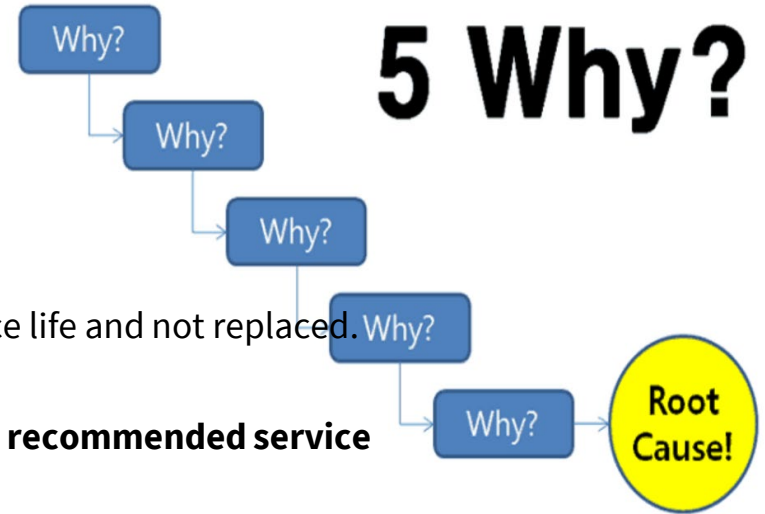 Why?
5 Why?
Why?
Why?
ce life and not replaced.
Why?
recommended service
Why?
Root
Cause!